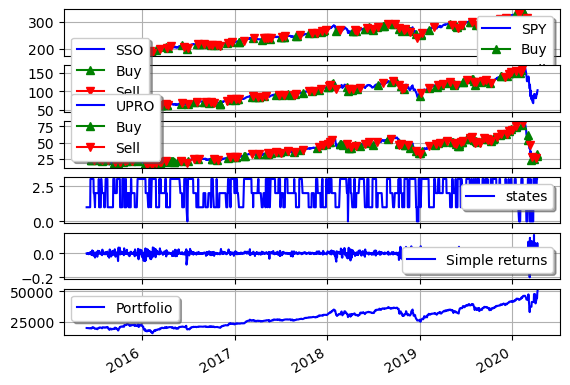 300
200
SPY
Buy
SSO
Buy
Sell
150
100
50
UPRO
Buy
Sell
75
50
25
2.5
0.0
states
0.0
−0.2
Simple returns
50000
25000
Portfolio
2016
2017
2018
2019
2020